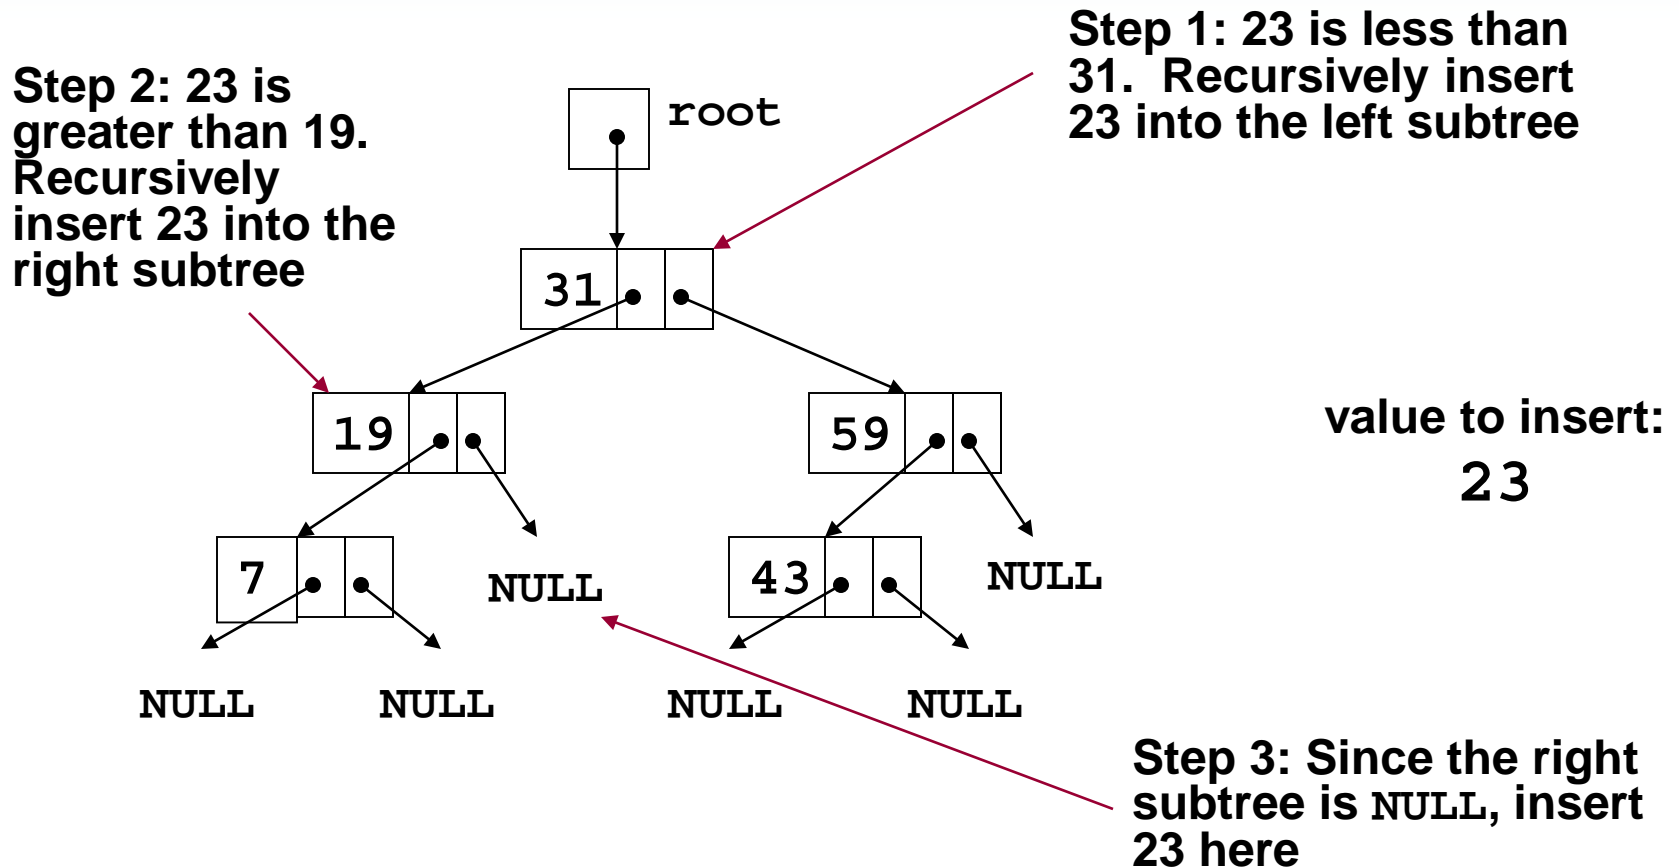 Step 1: 23 is less than
31.  Recursively insert
23 into the left subtree
Step 2: 23 is
greater than 19.
Recursively
insert 23 into the
right subtree
root
31
19
59
value to insert:
23
7
NULL
43
NULL
NULL
NULL
NULL
NULL
Step 3: Since the right
subtree is NULL, insert
23 here